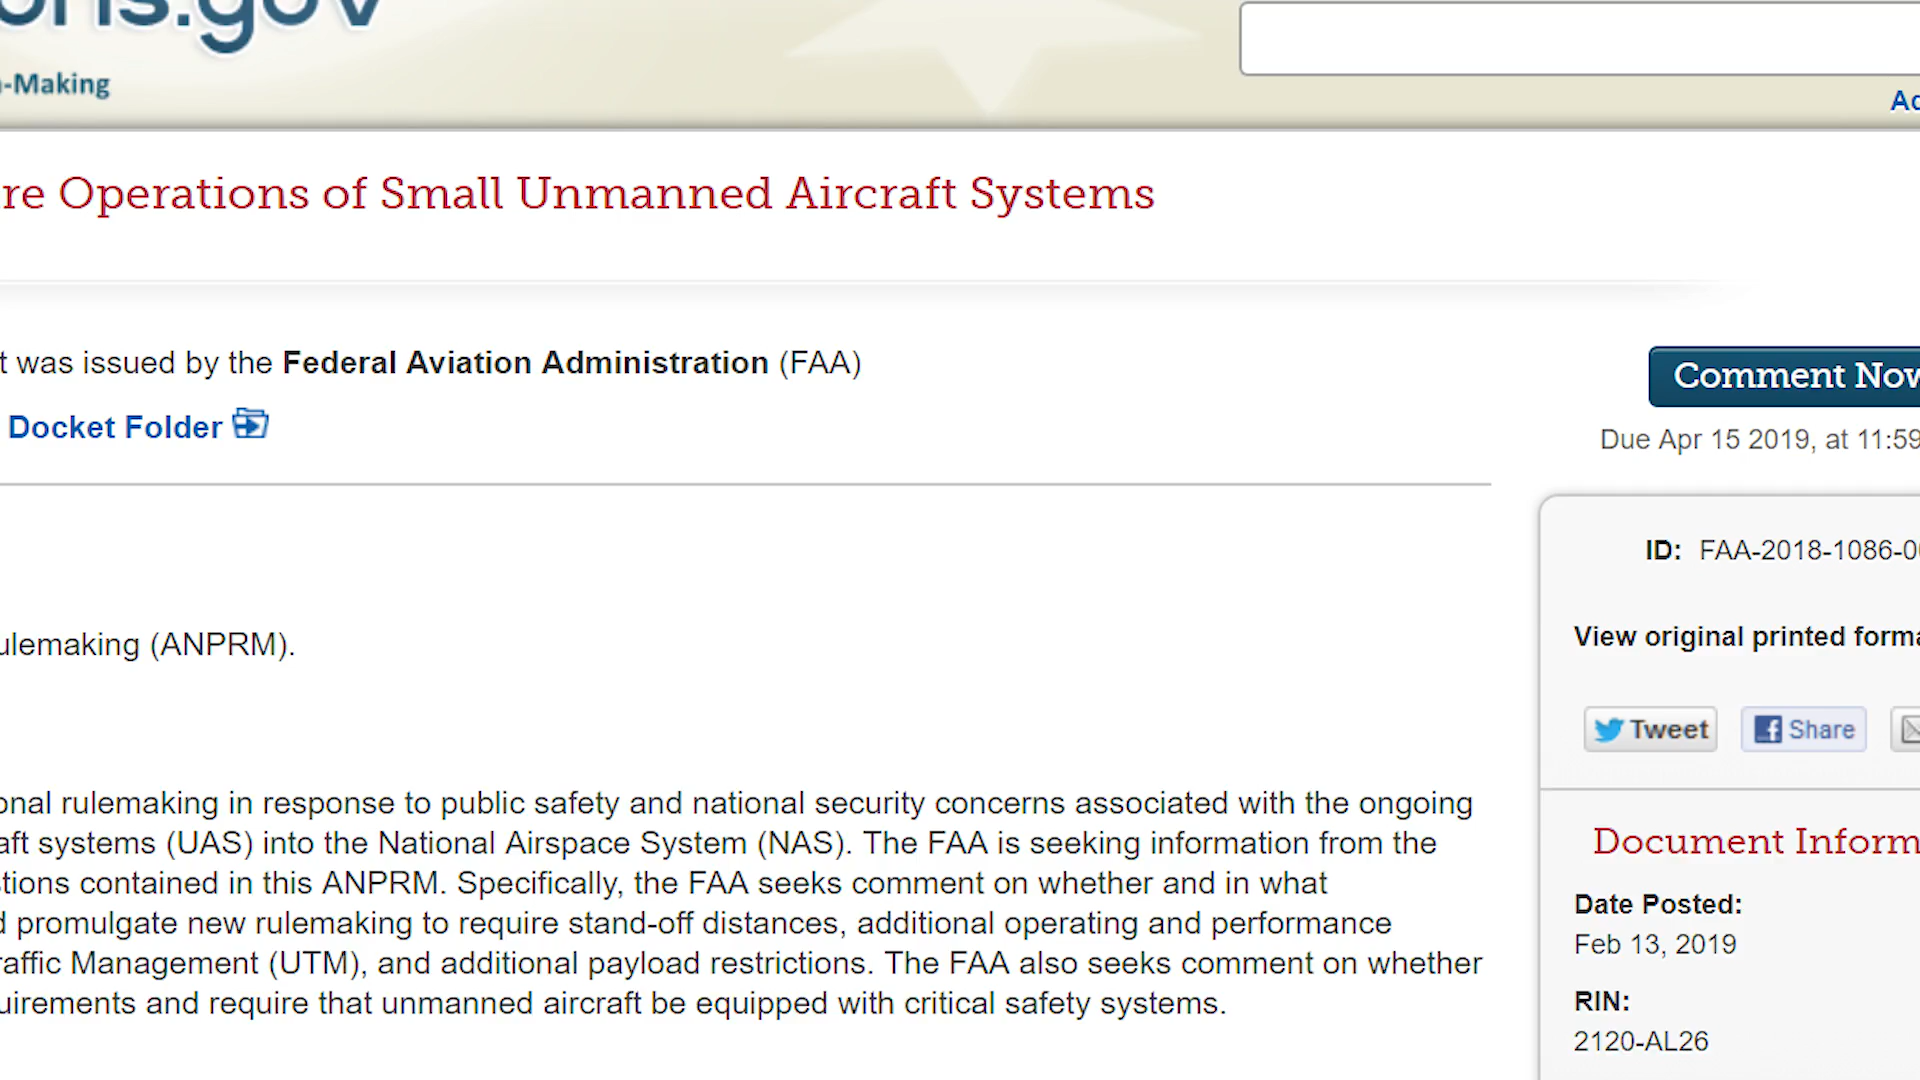 ons.gov
-Making
Ad
re Operations of Small Unmanned Aircraft Systems
t was issued by the Federal Aviation Administration (FAA)
Comment Now
Docket Folder
Due Apr 15 2019, at 11:59
ID: FAA-2018-1086-00
View original printed forma
ulemaking (ANPRM).
Tweet Share
onal rulemaking in response to public safety and national security concerns associated with the ongoing
aft systems (UAS) into the National Airspace System (NAS). The FAA is seeking information from the
stions contained in this ANPRM. Specifically, the FAA seeks comment on whether and in what
d promulgate new rulemaking to require stand-off distances, additional operating and performance
raffic Management (UTM), and additional payload restrictions. The FAA also seeks comment on whether
uirements and require that unmanned aircraft be equipped with critical safety systems.
Document Inform
Date Posted:
Feb 13, 2019
RIN:
2120-AL26